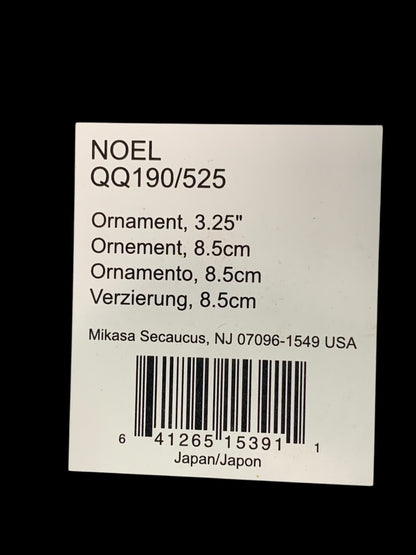 NOEL
QQ190/525
Ornament, 3.25"
Ornement, 8.5cm
Ornamento, 8.5cm
Verzierung, 8.5cm
Mikasa Secaucus, NJ 07096-1549 USA
6 41265 15391 1
Japan/Japon